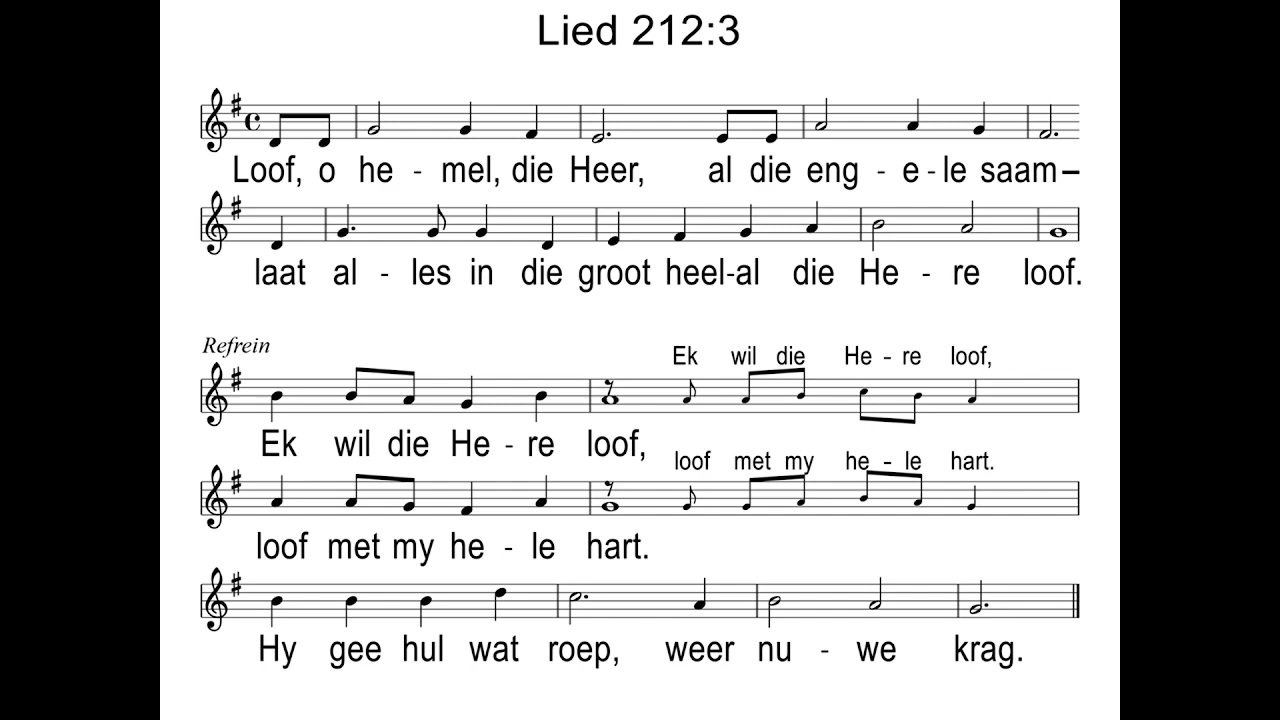 Lied 212:3
Loof, o he - mel, die Heer, al die eng - e - le saam –
laat al - les in die groot heel-al die He - re loof.
Refrein
Ek wil die He - re loof,
Ek wil die He - re loof,
loof met my he - le hart.
loof met my he - le hart.
Hy gee hul wat roep, weer nu - we krag.